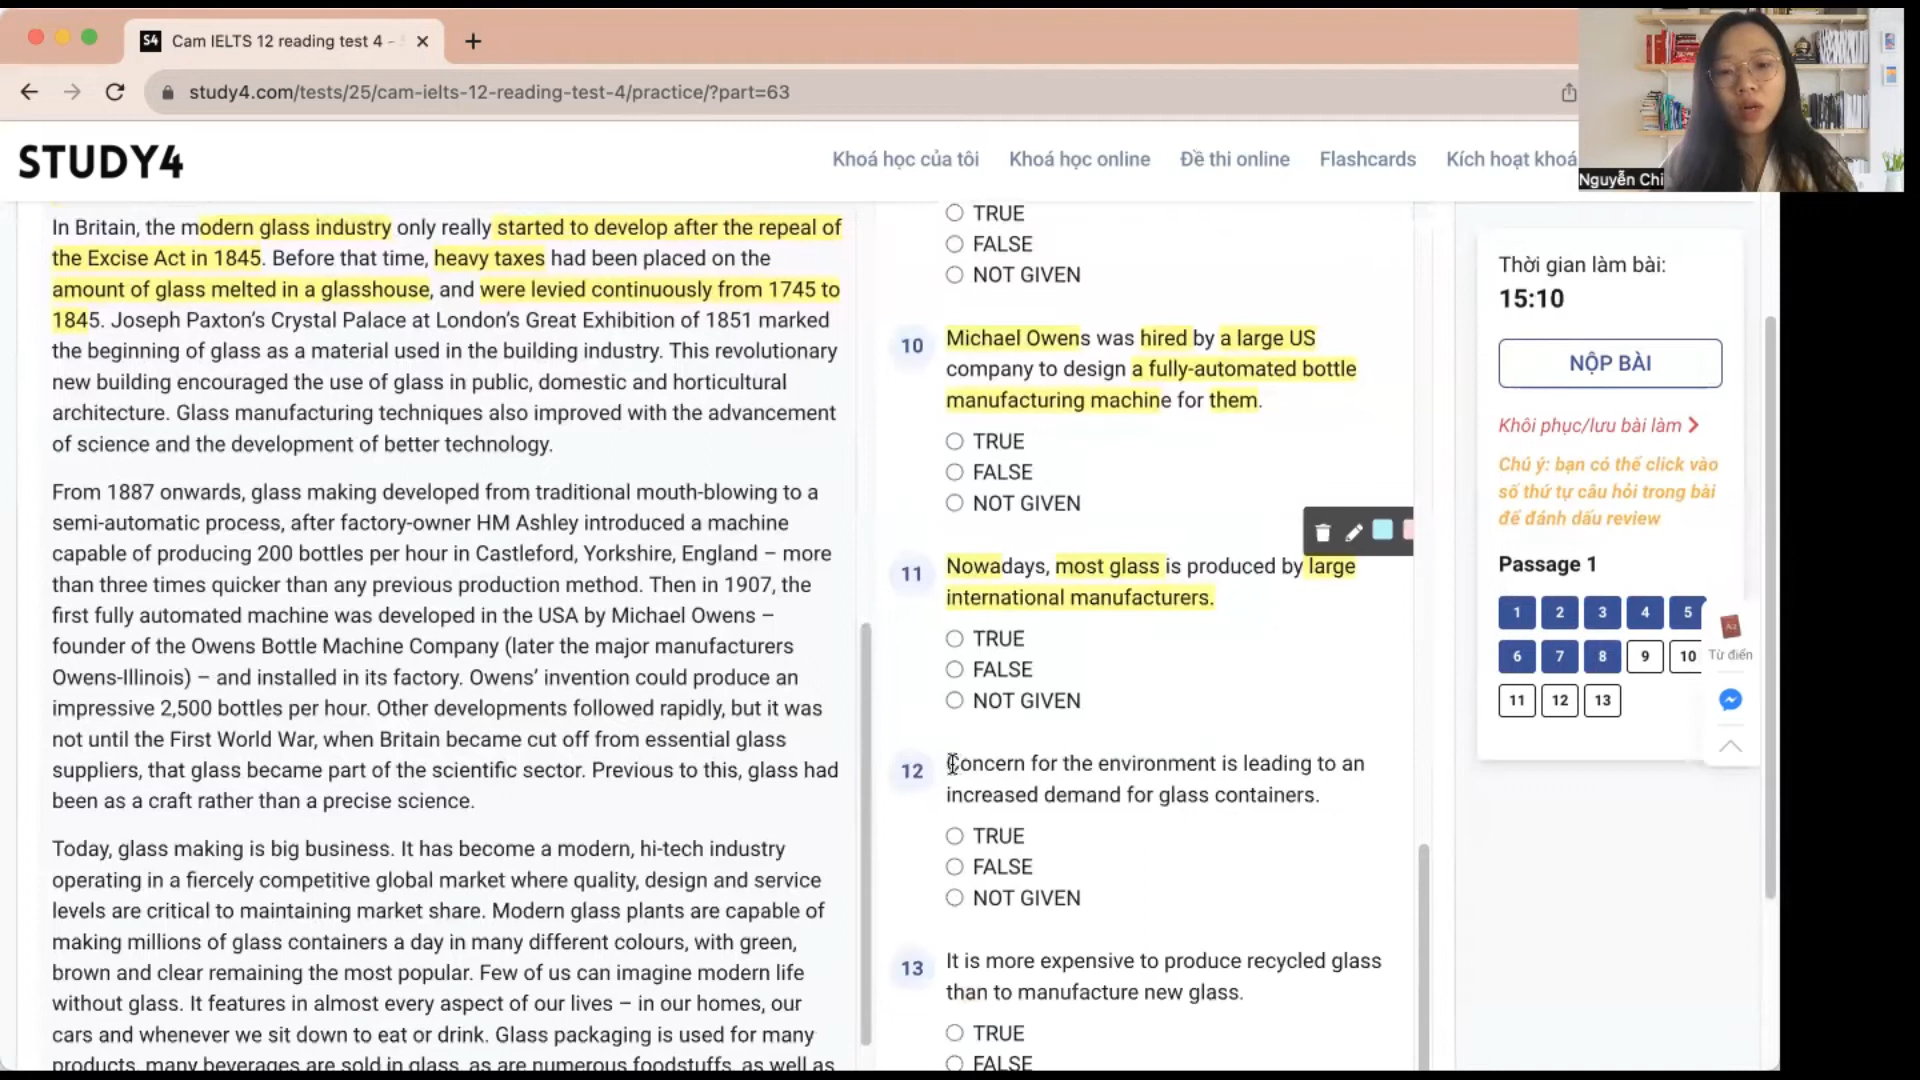 S4 Cam IELTS 12 reading test 4 -
study4.com/tests/25/cam-ielts-12-reading-test-4/practice/?part=63
STUDY4
Khoá học của tôi
Khoá học online
Đề thi online
Flashcards
Kích hoạt khoá
Nguyễn Chi
In Britain, the modern glass industry only really started to develop after the repeal of
the Excise Act in 1845. Before that time, heavy taxes had been placed on the
amount of glass melted in a glasshouse, and were levied continuously from 1745 to
1845. Joseph Paxton's Crystal Palace at London's Great Exhibition of 1851 marked
the beginning of glass as a material used in the building industry. This revolutionary
new building encouraged the use of glass in public, domestic and horticultural
architecture. Glass manufacturing techniques also improved with the advancement
of science and the development of better technology.
From 1887 onwards, glass making developed from traditional mouth-blowing to a
semi-automatic process, after factory-owner HM Ashley introduced a machine
capable of producing 200 bottles per hour in Castleford, Yorkshire, England – more
than three times quicker than any previous production method. Then in 1907, the
first fully automated machine was developed in the USA by Michael Owens –
founder of the Owens Bottle Machine Company (later the major manufacturers
Owens-Illinois) – and installed in its factory. Owens' invention could produce an
impressive 2,500 bottles per hour. Other developments followed rapidly, but it was
not until the First World War, when Britain became cut off from essential glass
suppliers, that glass became part of the scientific sector. Previous to this, glass had
been as a craft rather than a precise science.
Today, glass making is big business. It has become a modern, hi-tech industry
operating in a fiercely competitive global market where quality, design and service
levels are critical to maintaining market share. Modern glass plants are capable of
making millions of glass containers a day in many different colours, with green,
brown and clear remaining the most popular. Few of us can imagine modern life
without glass. It features in almost every aspect of our lives – in our homes, our
cars and whenever we sit down to eat or drink. Glass packaging is used for many
products, many beverages are sold in glass, as are numerous foodstuffs, as well as
TRUE
FALSE
NOT GIVEN
10 Michael Owens was hired by a large US
company to design a fully-automated bottle
manufacturing machine for them.
TRUE
FALSE
NOT GIVEN
11 Nowadays, most glass is produced by large
international manufacturers.
TRUE
FALSE
NOT GIVEN
12 Concern for the environment is leading to an
increased demand for glass containers.
TRUE
FALSE
NOT GIVEN
13 It is more expensive to produce recycled glass
than to manufacture new glass.
TRUE
FALSE
Thời gian làm bài:
15:10
NỘP BÀI
Khôi phục/lưu bài làm
Chú ý: bạn có thể click vào
số thứ tự câu hỏi trong bài
để đánh dấu review
Passage 1
1 2 3 4 5
6 7 8 9 10
11 12 13
Từ điển